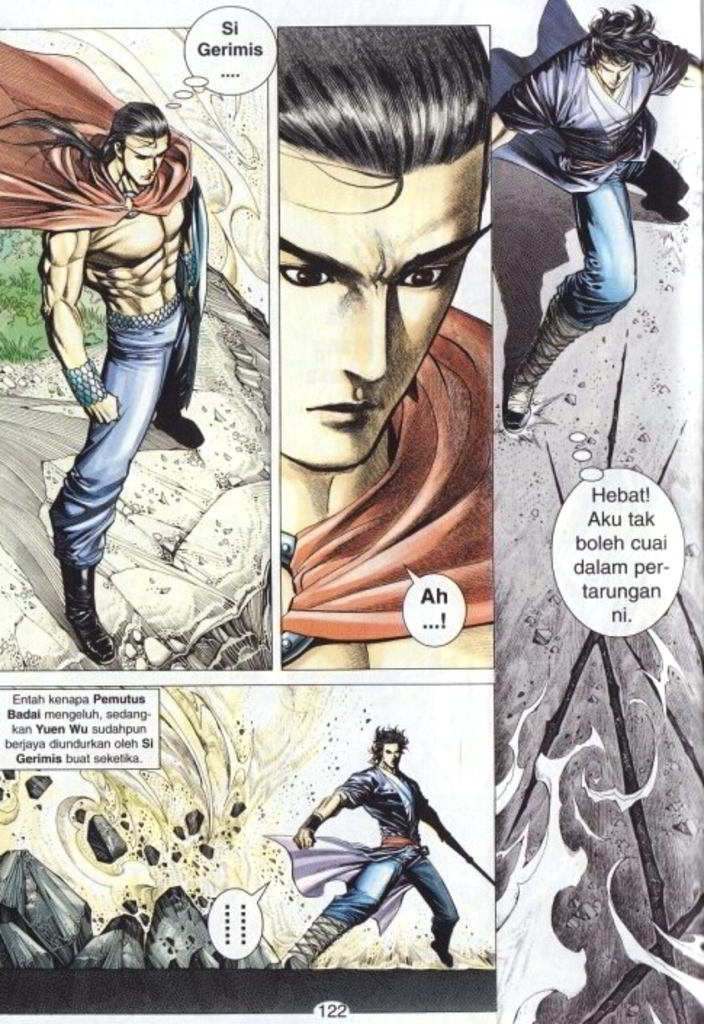 Si
Gerimis
....
Ah
...!
Hebat!
Aku tak
boleh cuai
dalam per-
tarungan
ni.
Entah kenapa Pemutus
Badai mengeluh, sedang-
kan Yuen Wu sudahpun
berjaya diundurkan oleh Si
Gerimis buat seketika.
122